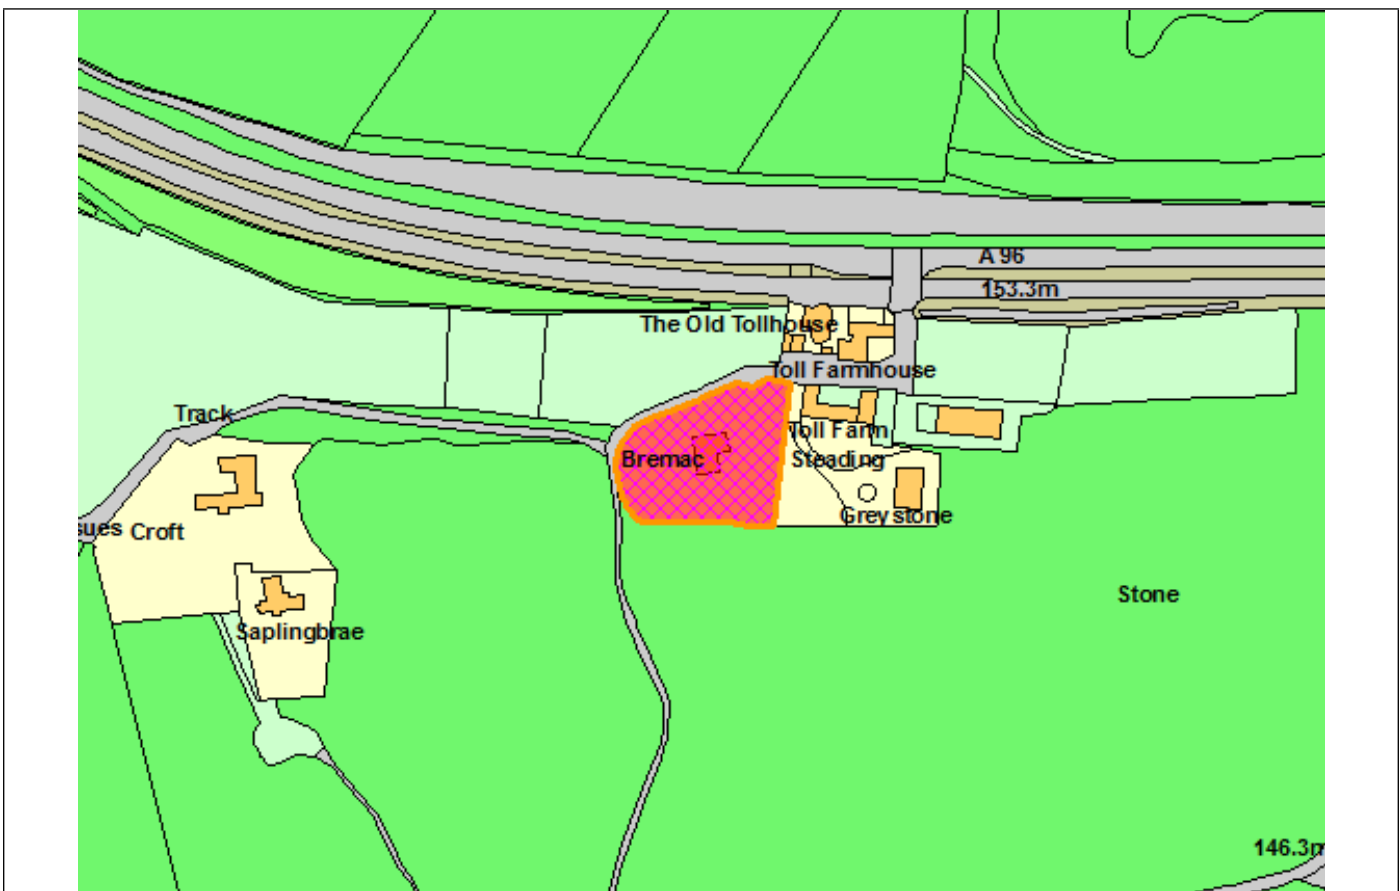 A 96
153.3m
The Old Tollhouse
Toll Farmhouse
Track
Toll Farm
Bremac
Steading
Greystone
sues
Croft
Stone
Saplingbrae
146.3m